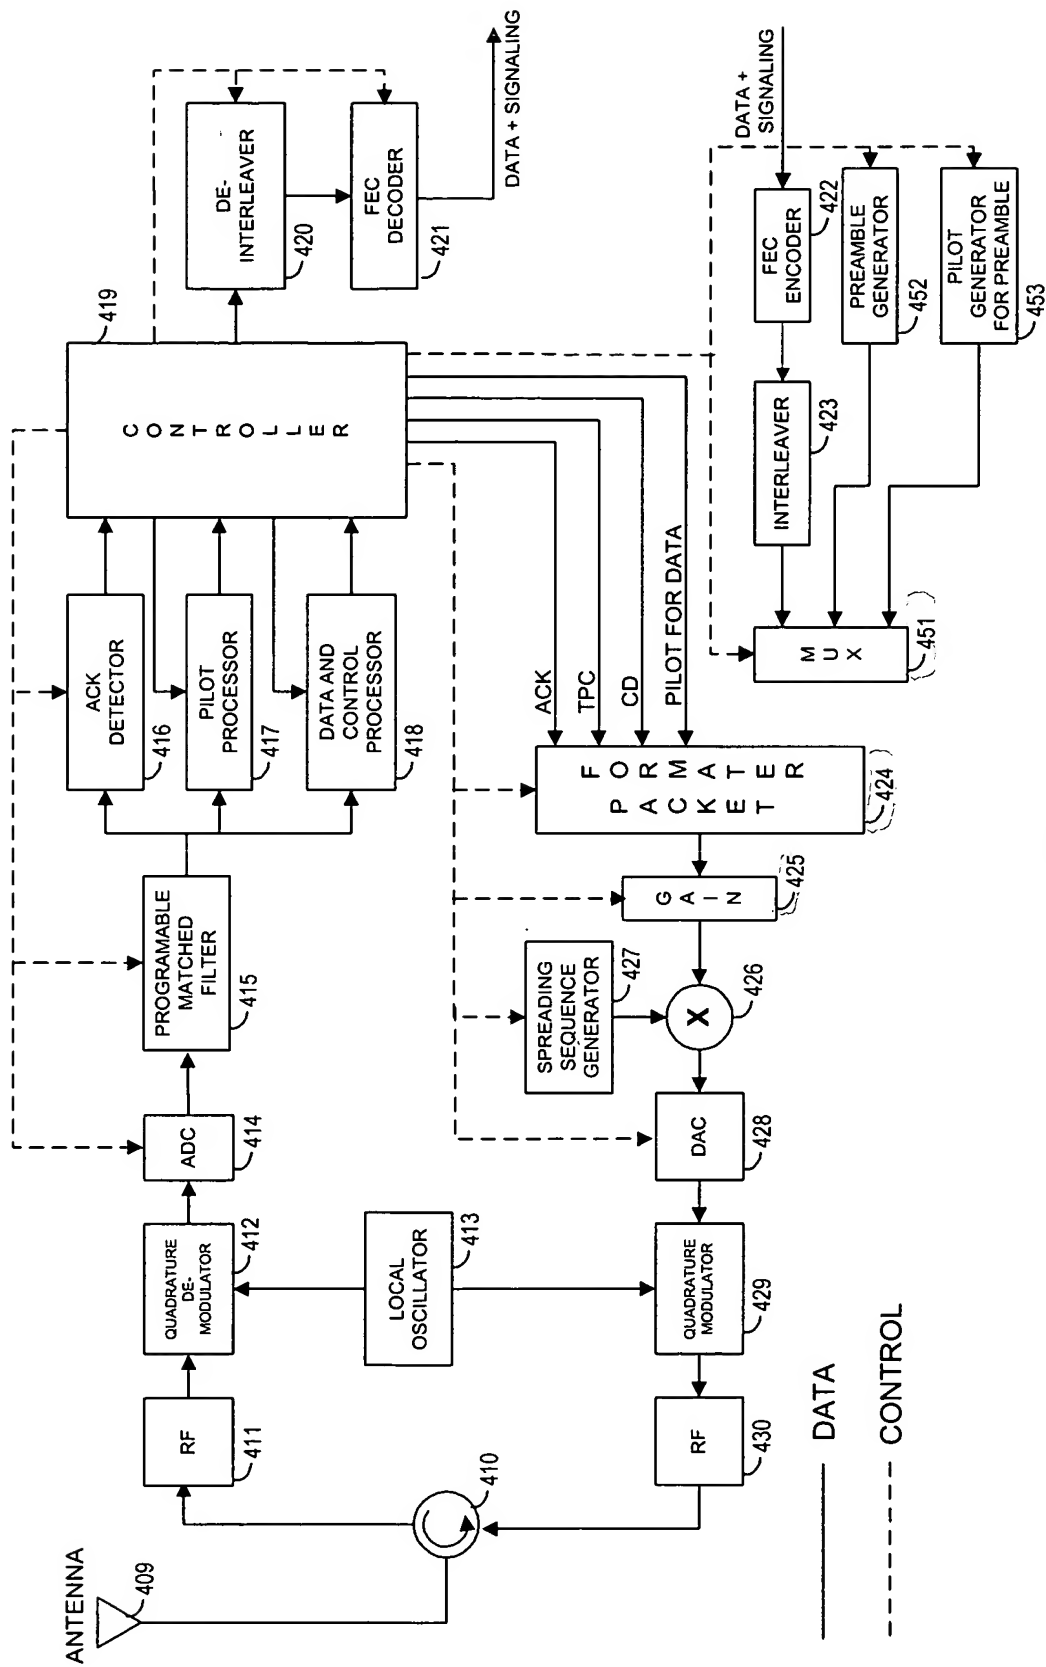 ANTENNA
409
410
RF
411
QUADRATURE
DE-
MODULATOR
412
LOCAL
OSCILLATOR
413
ADC
414
PROGRAMABLE
MATCHED
FILTER
415
ACK
DETECTOR
416
PILOT
PROCESSOR
417
DATA AND
CONTROL
PROCESSOR
418
CONTROLLER
419
DE-
INTERLEAVER
420
FEC
DECODER
421
DATA + SIGNALING
DATA +
SIGNALING
FEC
ENCODER
422
PREAMBLE
GENERATOR
452
PILOT
GENERATOR
FOR PREAMBLE
453
INTERLEAVER
423
MUX
451
ACK
TPC
CD
PILOT FOR DATA
FORMATER
PACKET
424
GAIN
425
X
426
SPREADING
SEQUENCE
GENERATOR
427
DAC
428
QUADRATURE
MODULATOR
429
RF
430
DATA
CONTROL